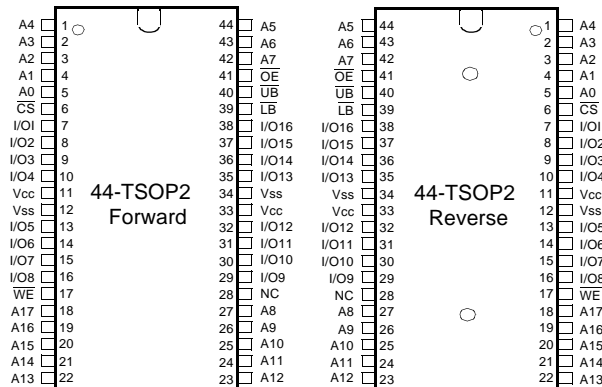 A4 1 44 A5 A5 44 1 A4
A3 2 43 A6 A6 43 2 A3
A2 3 42 A7 A7 42 3 A2
A1 4 41 OE OE 41 4 A1
A0 5 40 UB UB 40 5 A0
CS 6 39 LB LB 39 6 CS
I/OI 7 38 I/O16 I/O16 38 7 I/OI
I/O2 8 37 I/O15 I/O15 37 8 I/O2
I/O3 9 36 I/O14 I/O14 36 9 I/O3
I/O4 10 35 I/O13 I/O13 35 10 I/O4
Vcc 11 44-TSOP2 34 Vss Vss 34 44-TSOP2 11 Vcc
Vss 12 Forward 33 Vcc Vcc 33 Reverse 12 Vss
I/O5 13 32 I/O12 I/O12 32 13 I/O5
I/O6 14 31 I/O11 I/O11 31 14 I/O6
I/O7 15 30 I/O10 I/O10 30 15 I/O7
I/O8 16 29 I/O9 I/O9 29 16 I/O8
WE 17 28 NC NC 28 17 WE
A17 18 27 A8 A8 27 18 A17
A16 19 26 A9 A9 26 19 A16
A15 20 25 A10 A10 25 20 A15
A14 21 24 A11 A11 24 21 A14
A13 22 23 A12 A12 23 22 A13